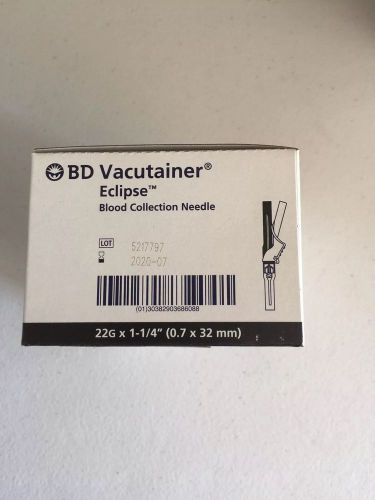 BD Vacutainer®
Eclipse™
Blood Collection Needle
LOT 5217797
2020-07
(01)30382903686088
22G x 1-1/4" (0.7 x 32 mm)